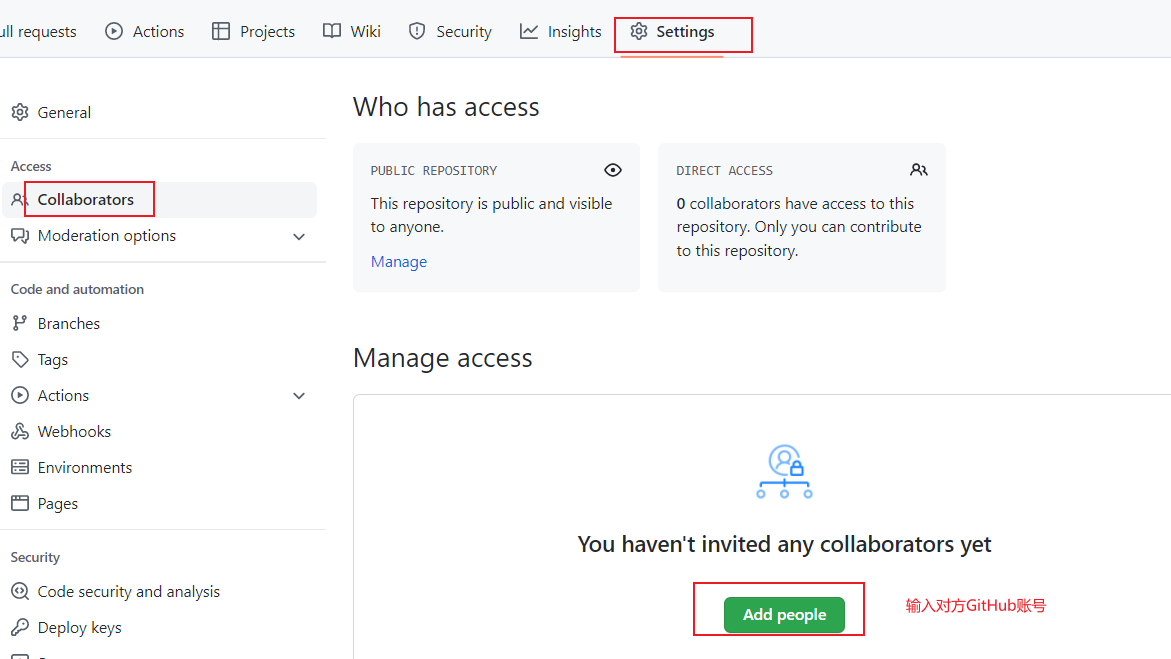 ull requests Actions Projects Wiki Security Insights Settings
General
Access
Collaborators
Moderation options
Code and automation
Branches
Tags
Actions
Webhooks
Environments
Pages
Security
Code security and analysis
Deploy keys
Who has access
PUBLIC REPOSITORY
This repository is public and visible
to anyone.
Manage
DIRECT ACCESS
0 collaborators have access to this
repository. Only you can contribute
to this repository.
Manage access
You haven't invited any collaborators yet
Add people
输入对方GitHub账号